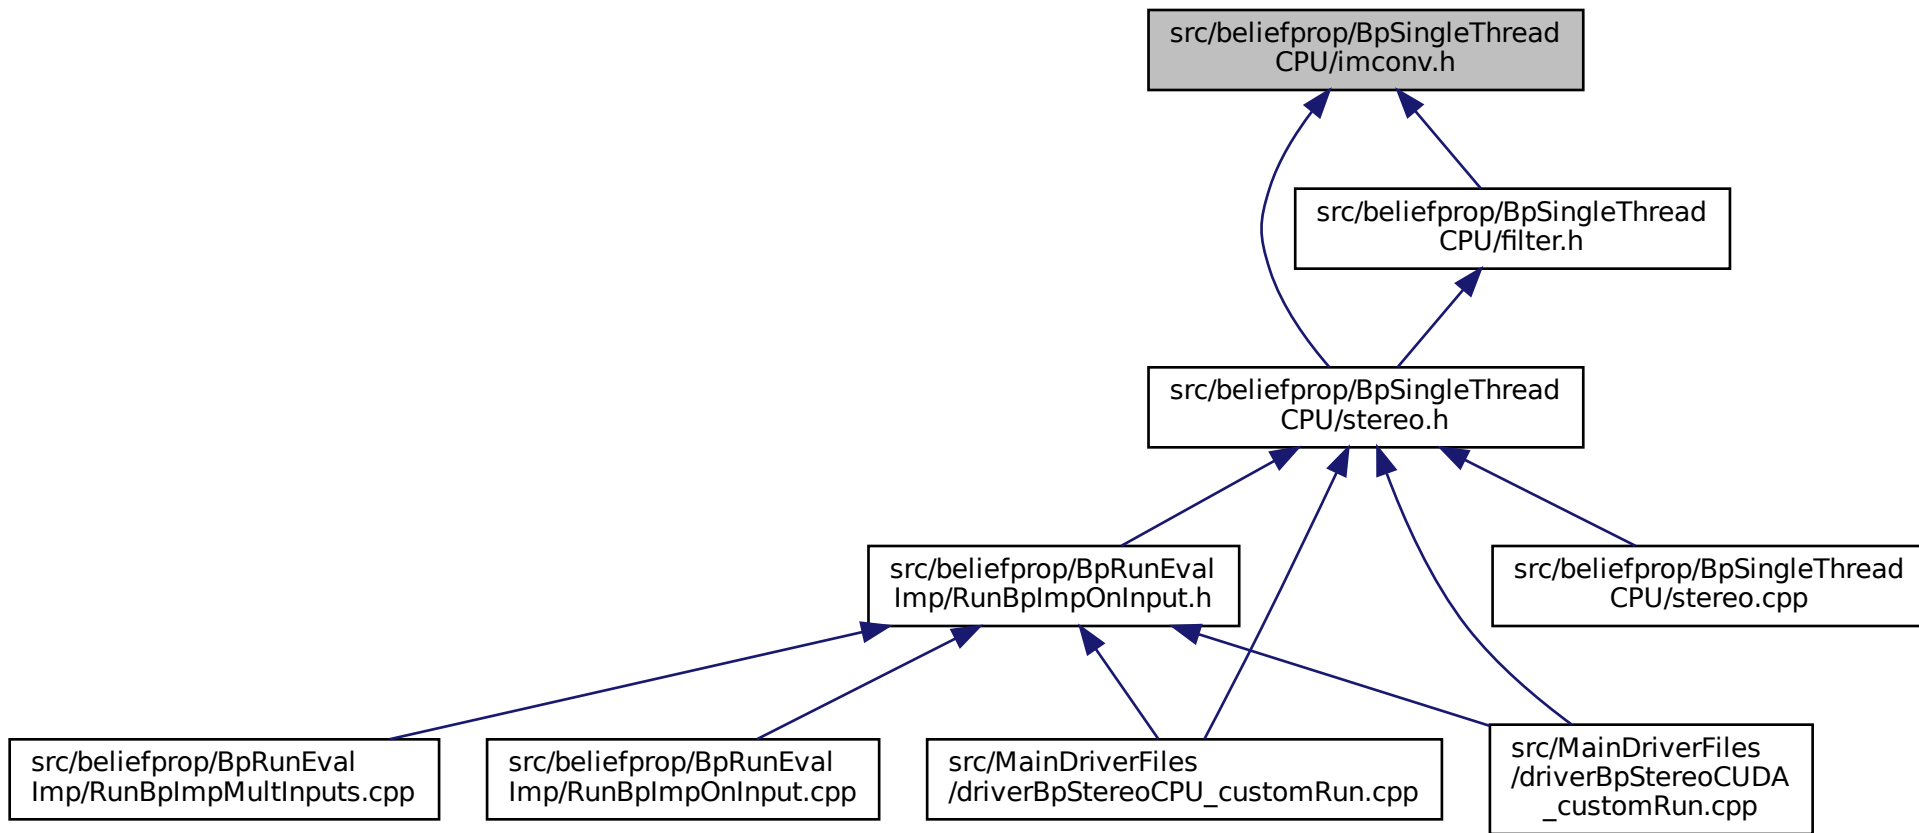 src/beliefprop/BpSingleThread
CPU/imconv.h
src/beliefprop/BpSingleThread
CPU/filter.h
src/beliefprop/BpSingleThread
CPU/stereo.h
src/beliefprop/BpRunEval
Imp/RunBpImpOnInput.h
src/beliefprop/BpSingleThread
CPU/stereo.cpp
src/beliefprop/BpRunEval
Imp/RunBpImpMultInputs.cpp
src/beliefprop/BpRunEval
Imp/RunBpImpOnInput.cpp
src/MainDriverFiles
/driverBpStereoCPU_customRun.cpp
src/MainDriverFiles
/driverBpStereoCUDA
_customRun.cpp